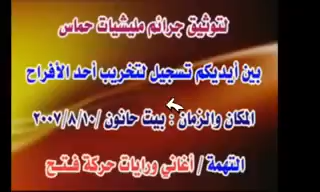 لتوثيق جرائم مليشيات حماس
بين أيديكم تسجيل لتخريب أحد الأفراح
المكان والزمان : بيت حانون /٢٠٠٧/٨/١٠
التهمة / أغاني ورايات حركة فتح